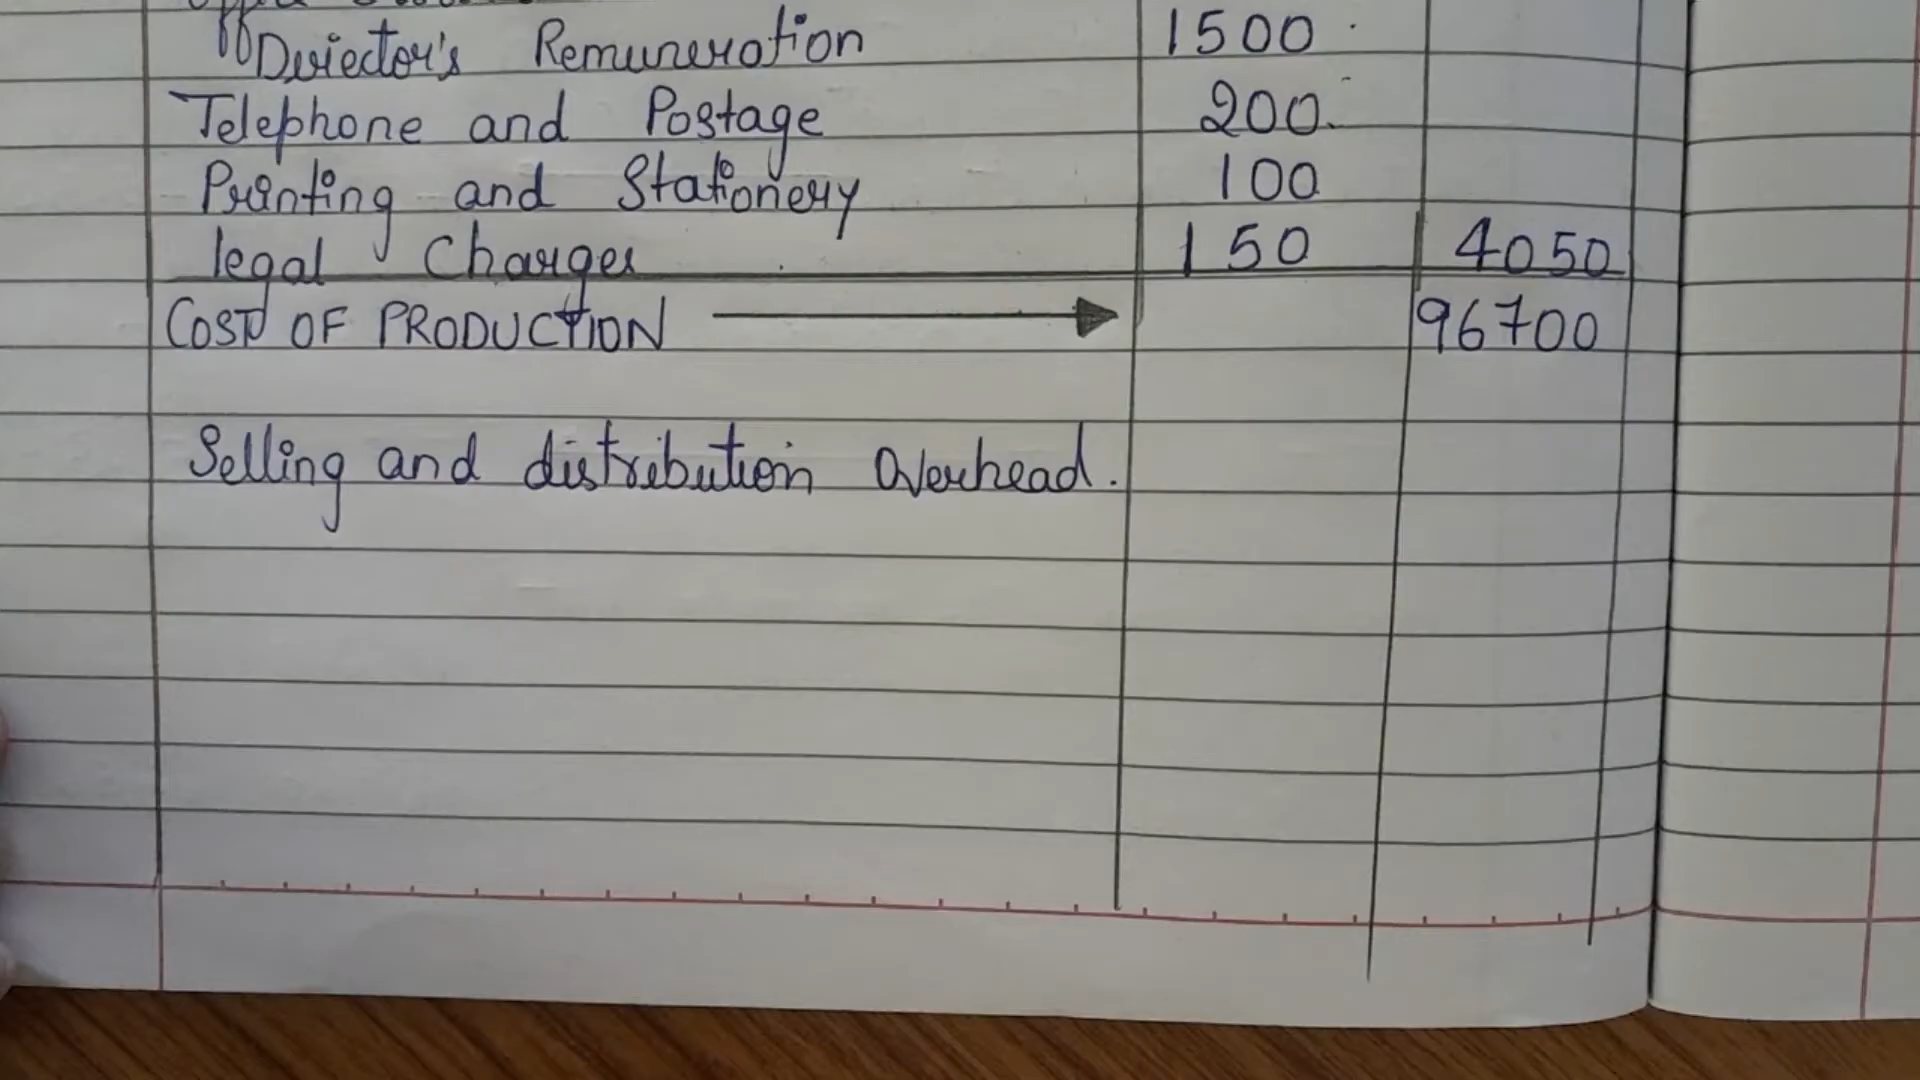 Director's Remuneration 1500
Telephone and Postage 200
Printing and Stationery 100
legal Charges 150 4050
COST OF PRODUCTION 96700
Selling and distribution Overhead.